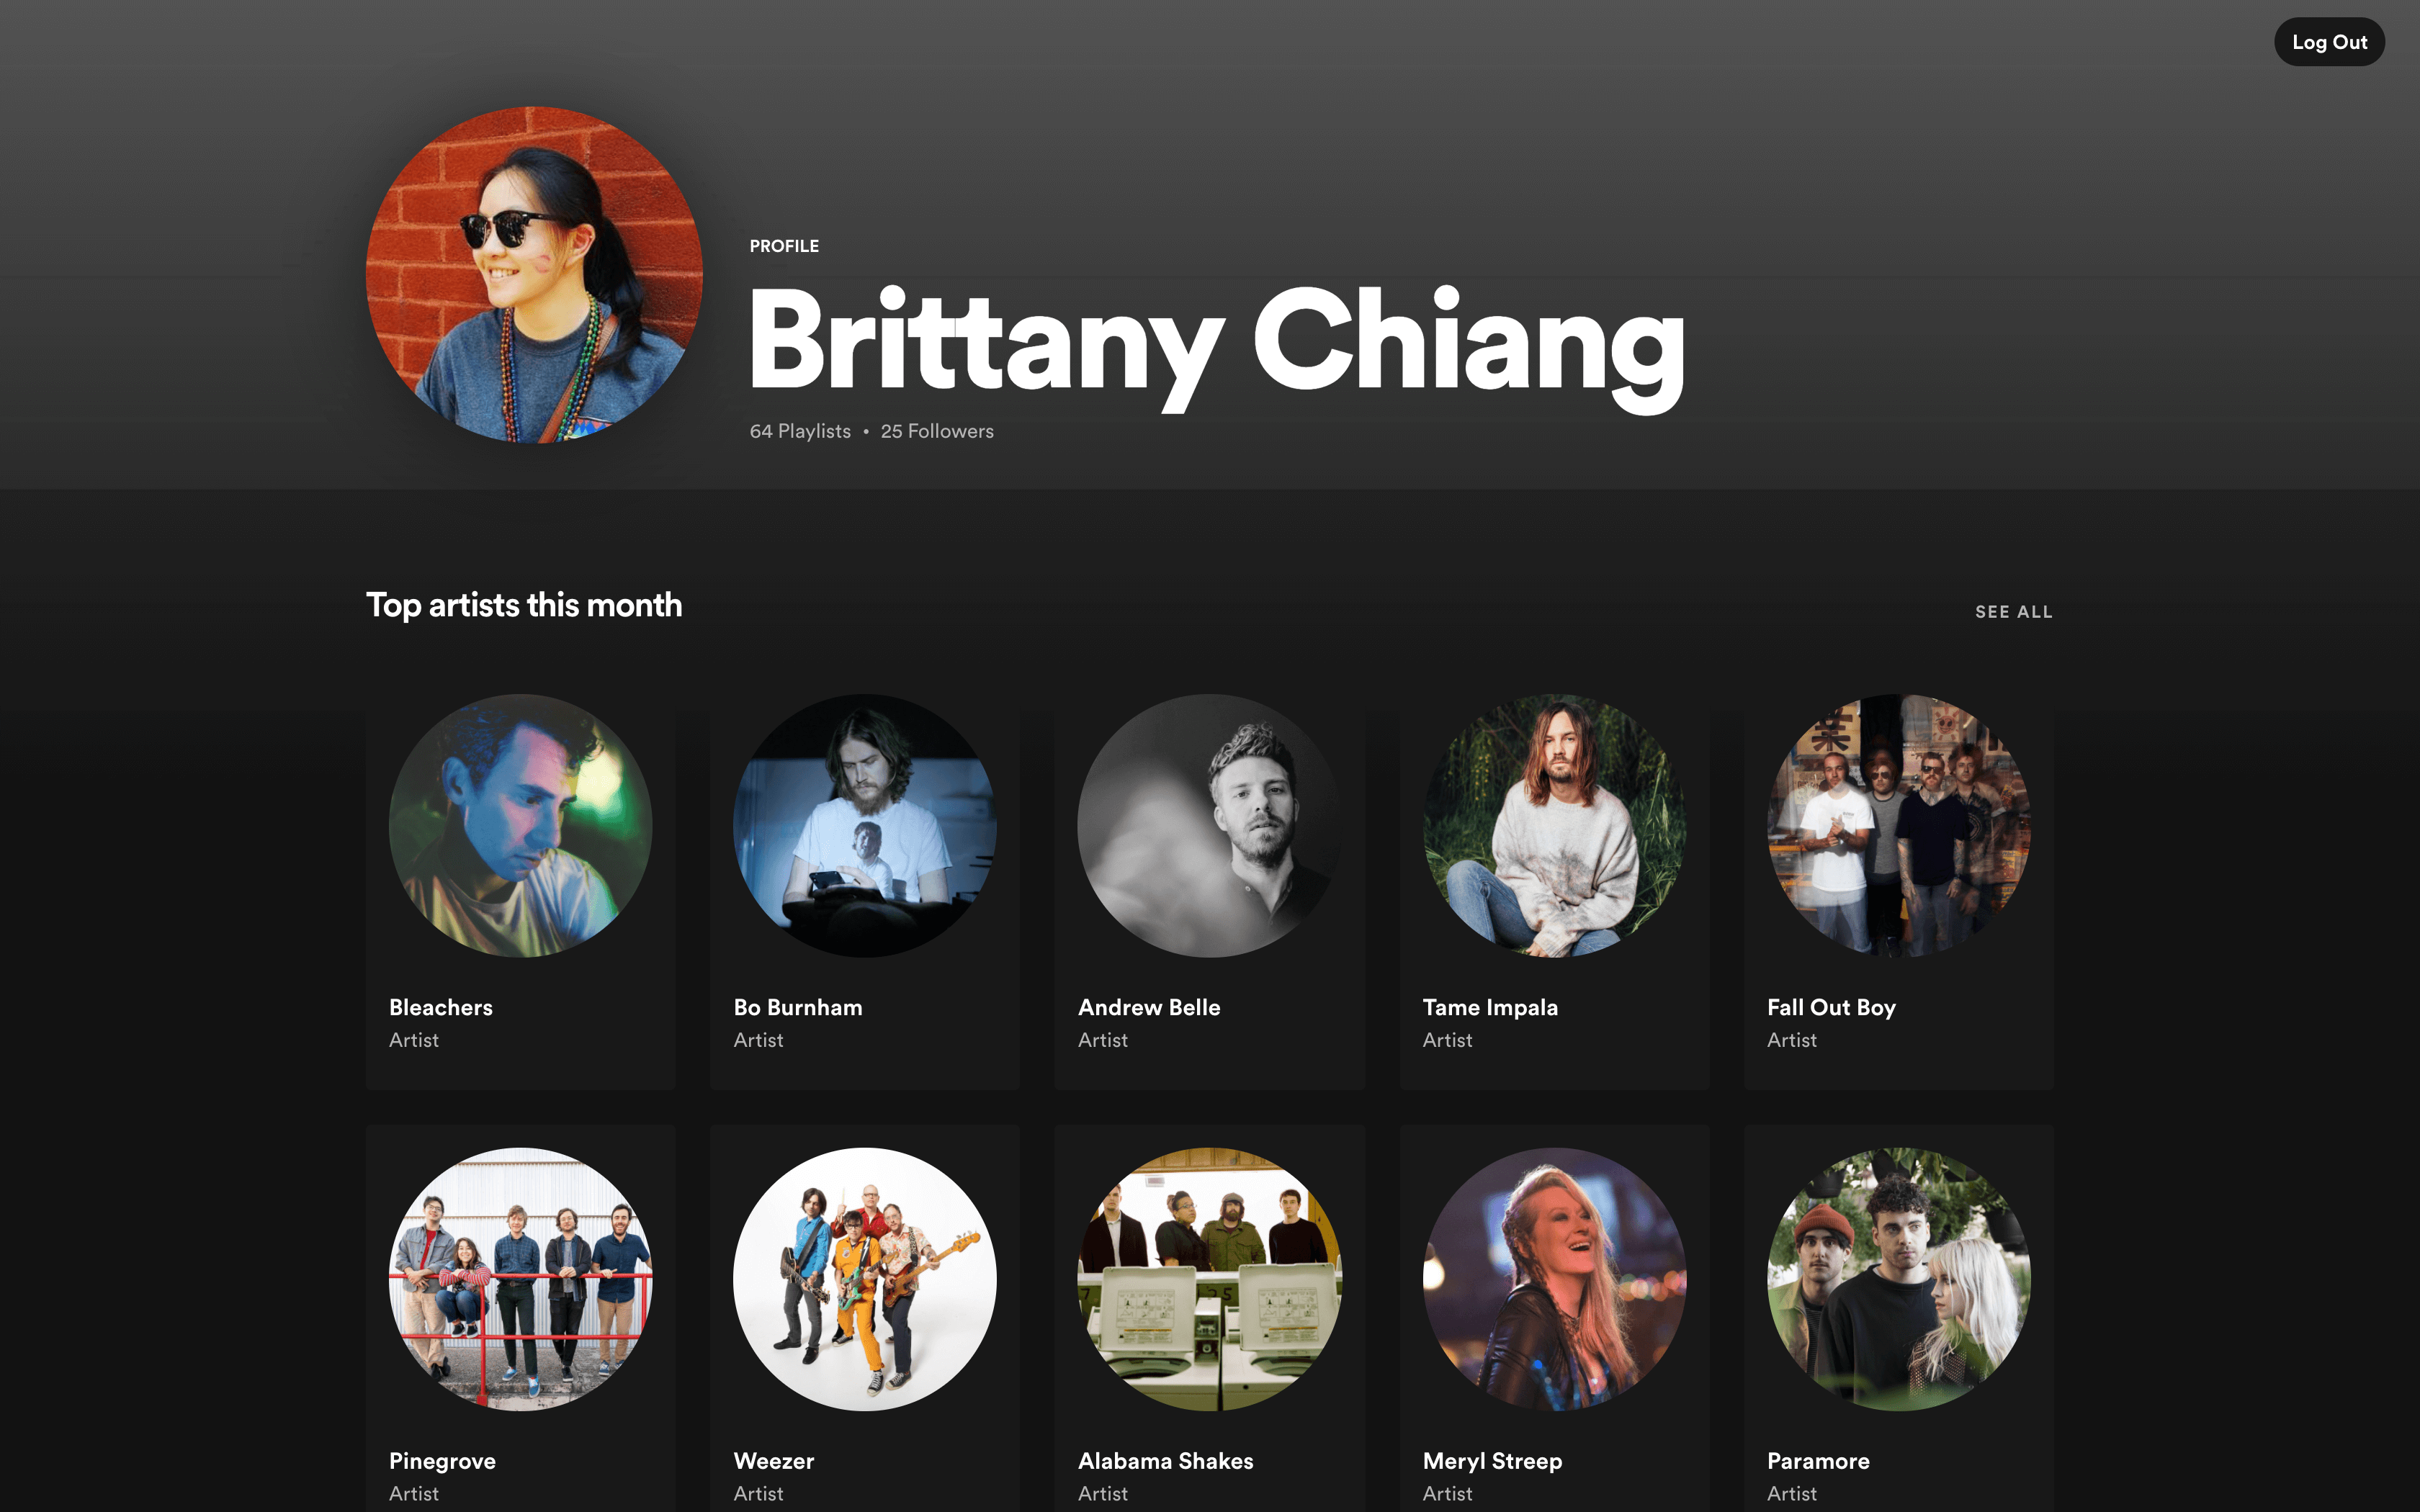 Log Out
PROFILE
Brittany Chiang
64 Playlists • 25 Followers
Top artists this month
SEE ALL
Bleachers
Artist
Bo Burnham
Artist
Andrew Belle
Artist
Tame Impala
Artist
Fall Out Boy
Artist
Pinegrove
Artist
Weezer
Artist
Alabama Shakes
Artist
Meryl Streep
Artist
Paramore
Artist